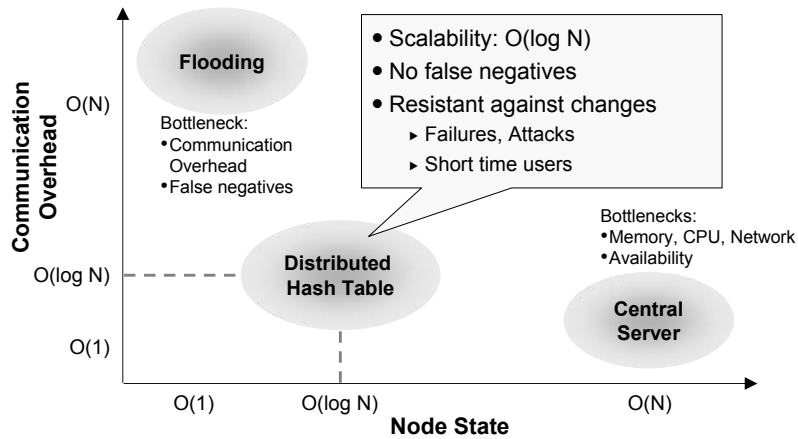 • Scalability: O(log N)
• No false negatives
• Resistant against changes
▸ Failures, Attacks
▸ Short time users
Flooding
Bottleneck:
•Communication
Overhead
•False negatives
Communication
Overhead
O(N)
O(log N)
O(1)
Distributed
Hash Table
Bottlenecks:
•Memory, CPU, Network
•Availability
Central
Server
O(1)
O(log N)
O(N)
Node State